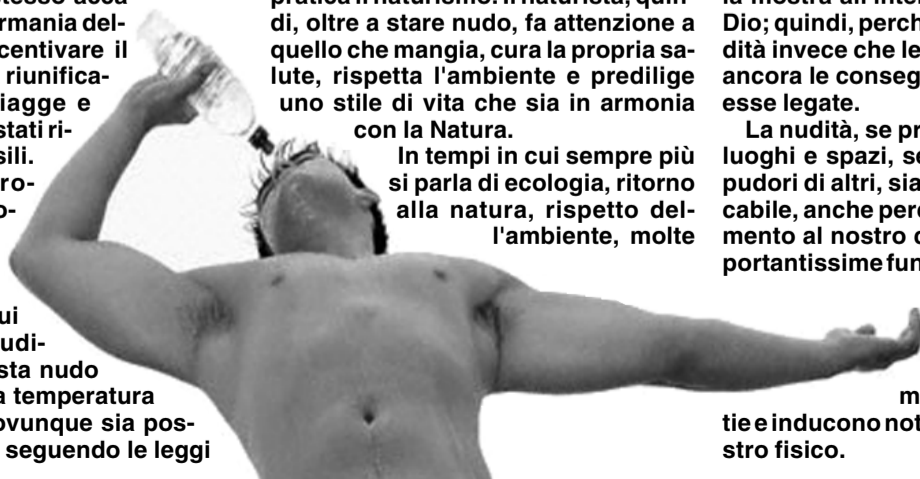 rmania del-
centivare il
riunifica-
iagge e
stati ri-
sili.
ro-
o-
ui
udi-
sta nudo
a temperatura
ovunque sia pos-
seguendo le leggi
pratica il naturismo. Il naturista, quin-
di, oltre a stare nudo, fa attenzione a
quello che mangia, cura la propria sa-
lute, rispetta l'ambiente e predilige
uno stile di vita che sia in armonia
con la Natura.
In tempi in cui sempre più
si parla di ecologia, ritorno
alla natura, rispetto del-
l'ambiente, molte
la mostra all'inte
Dio; quindi, perch
dità invece che le
ancora le conseg
esse legate.
La nudità, se pr
luoghi e spazi, se
pudori di altri, sia
cabile, anche perc
mento al nostro c
portantissime fun
m
tie e inducono not
stro fisico.